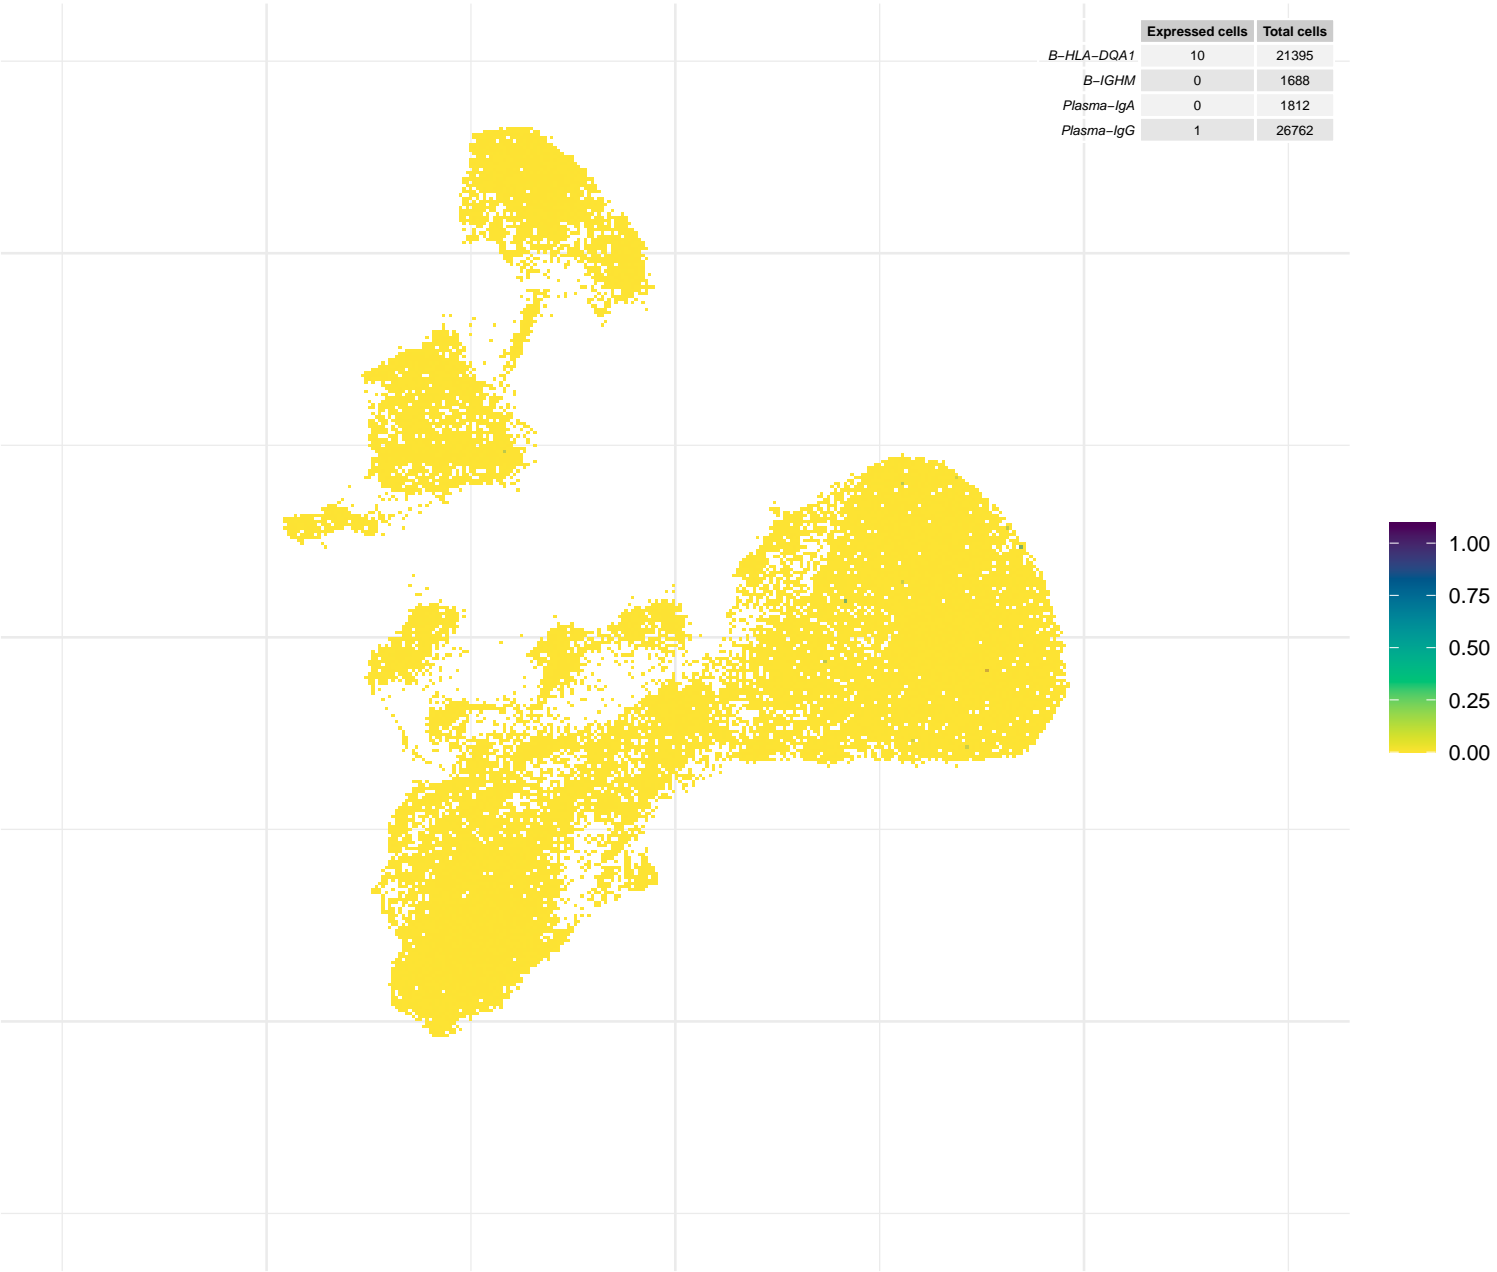 Expressed cells Total cells
B−HLA−DQA1 10 21395
B−IGHM 0 1688
Plasma−IgA 0 1812
Plasma−IgG 1 26762
1.00
0.75
0.50
0.25
0.00